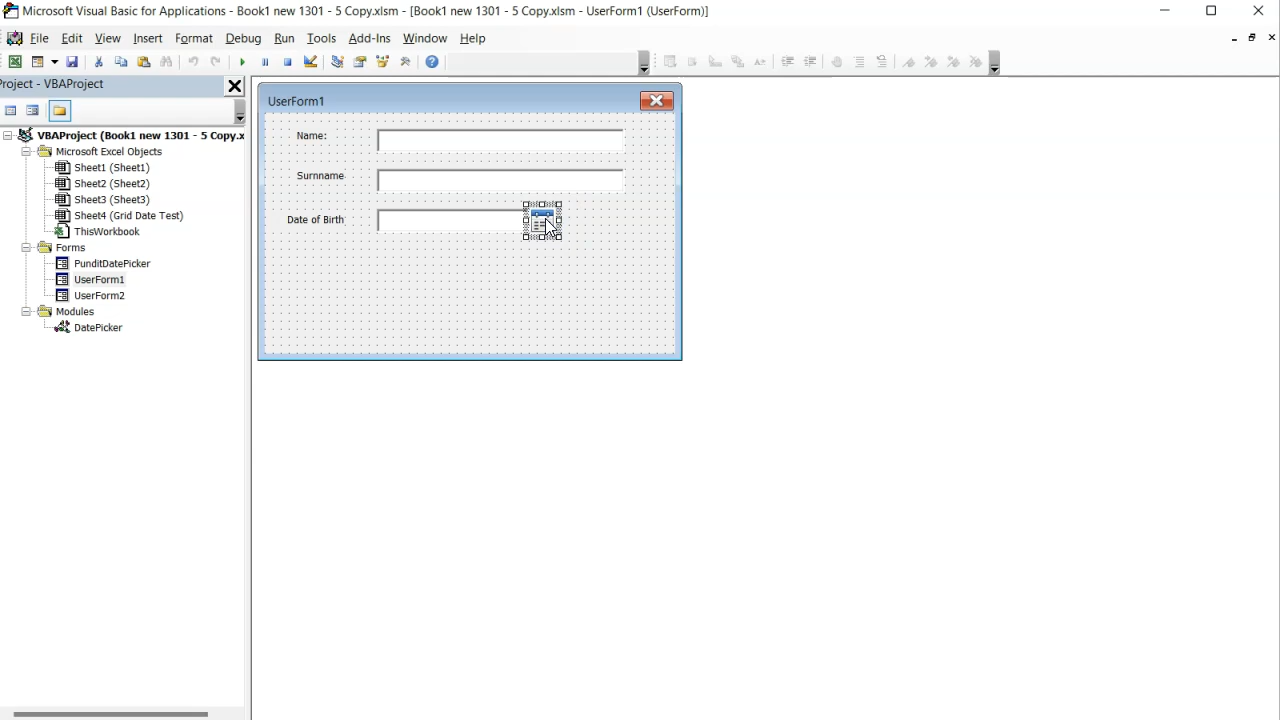 Microsoft Visual Basic for Applications - Book1 new 1301 - 5 Copy.xlsm - [Book1 new 1301 - 5 Copy.xlsm - UserForm1 (UserForm)]
File Edit View Insert Format Debug Run Tools Add-Ins Window Help
Project - VBAProject
VBAProject (Book1 new 1301 - 5 Copy.x
Microsoft Excel Objects
Sheet1 (Sheet1)
Sheet2 (Sheet2)
Sheet3 (Sheet3)
Sheet4 (Grid Date Test)
ThisWorkbook
Forms
PunditDatePicker
UserForm1
UserForm2
Modules
DatePicker
UserForm1
Name:
Surnname
Date of Birth